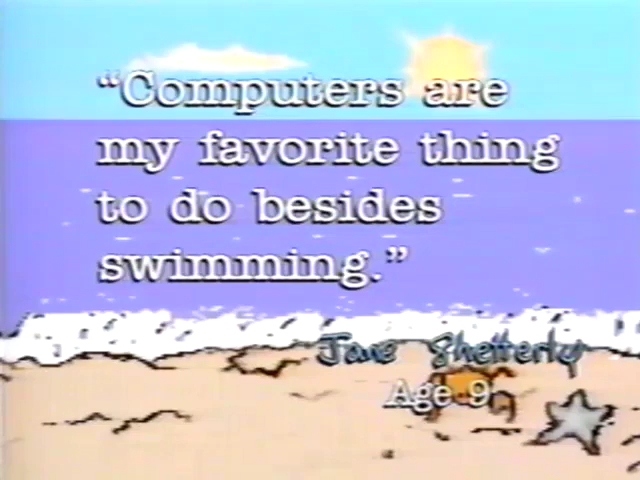 “Computers are
my favorite thing
to do besides
swimming.”
Jane Shetterly
Age 9